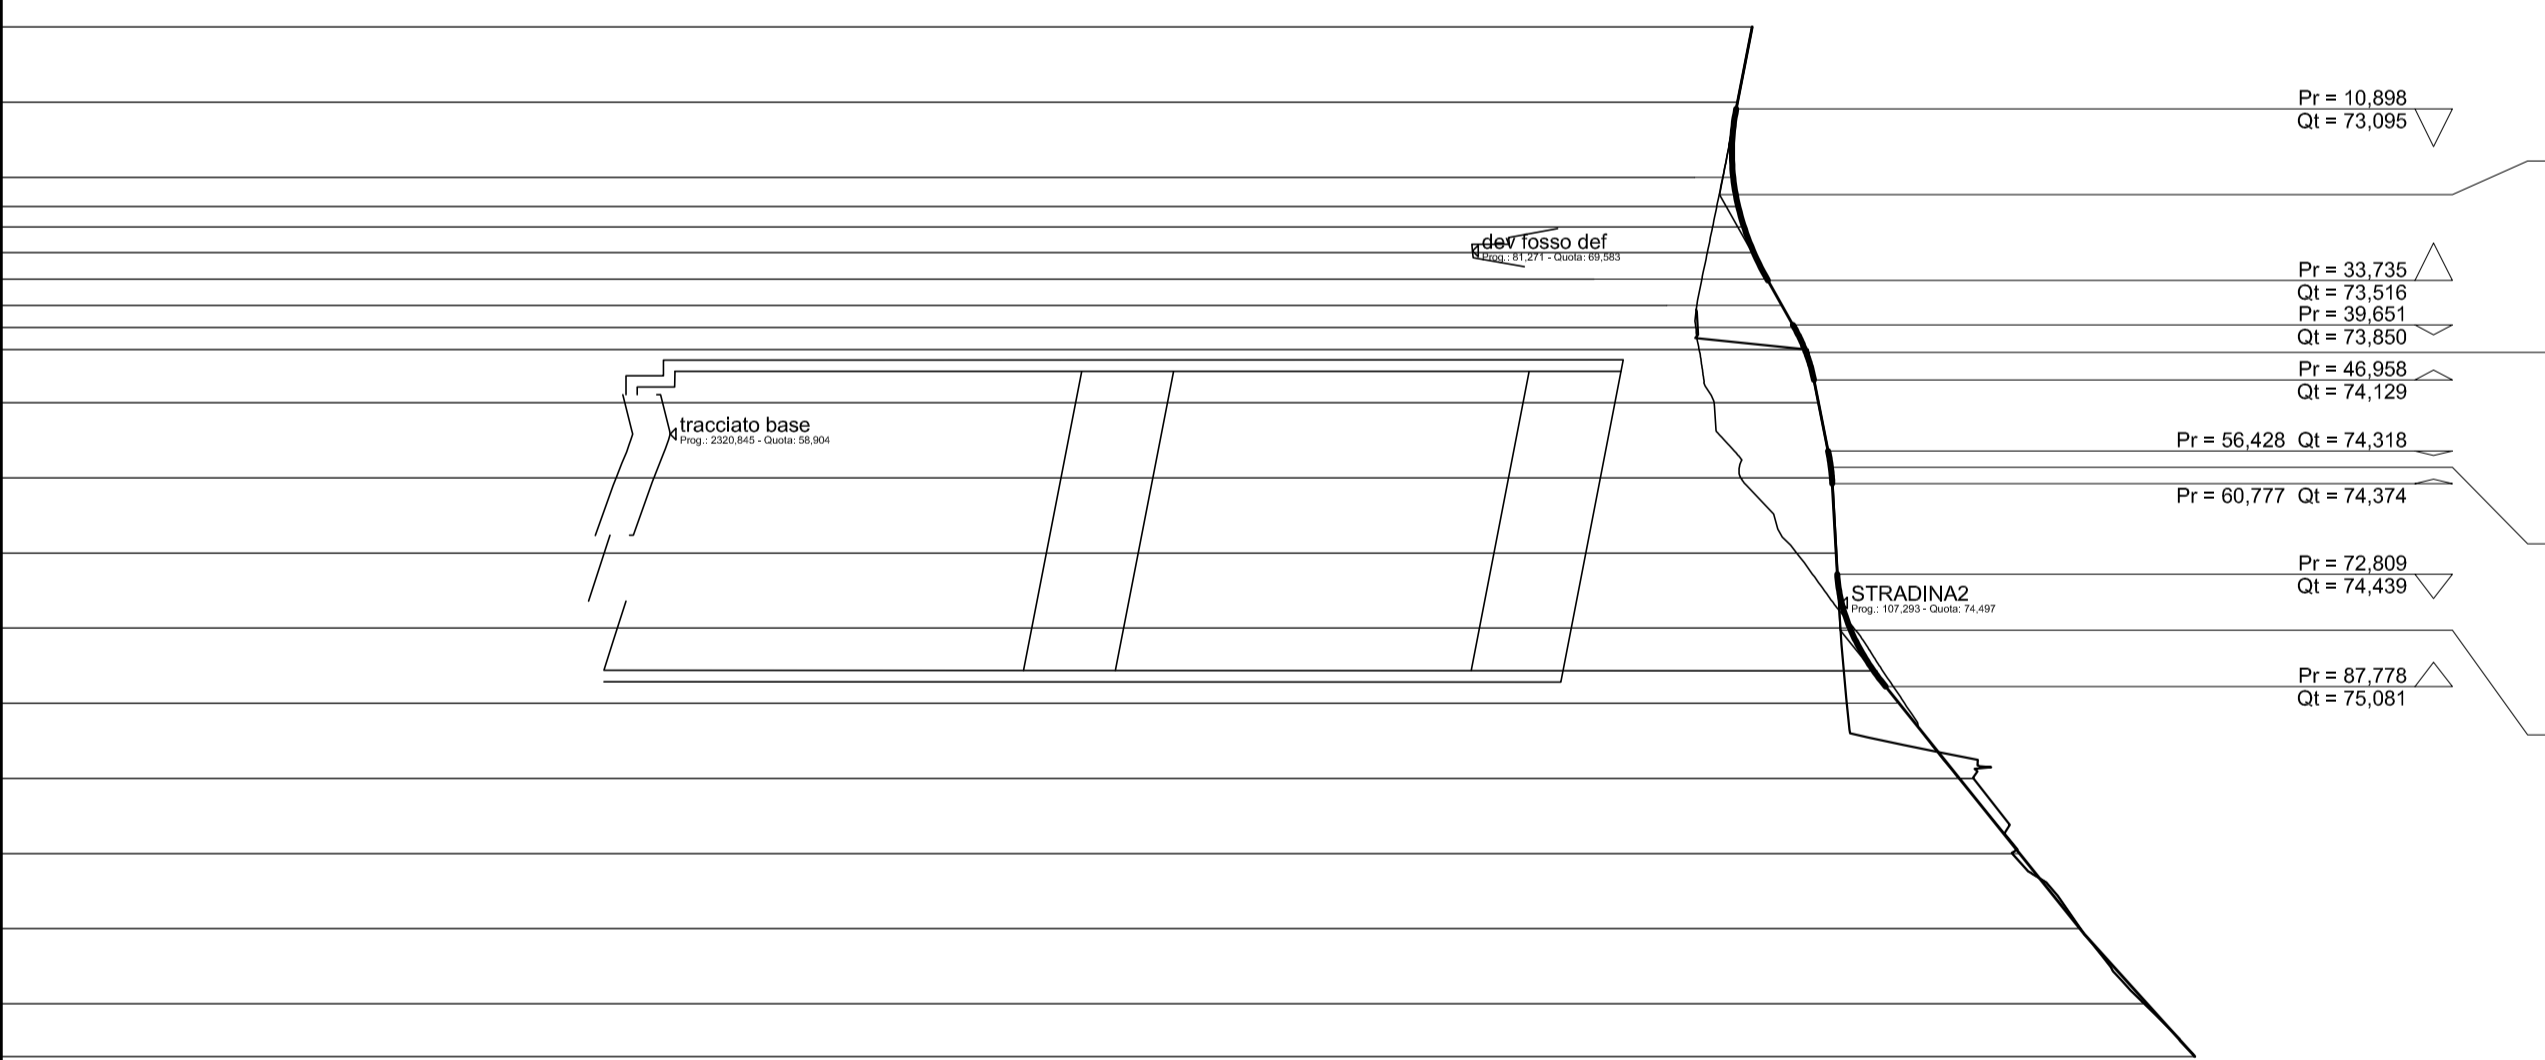 Pr = 10,898
Qt = 73,095
dev fosso def
Prog.: 81,271 - Quota: 69,583
Pr = 33,735
Qt = 73,516
Pr = 39,651
Qt = 73,850
Pr = 46,958
Qt = 74,129
tracciato base
Prog.: 2320,845 - Quota: 58,904
Pr = 56,428 Qt = 74,318
Pr = 60,777 Qt = 74,374
Pr = 72,809
Qt = 74,439
STRADINA2
Prog.: 107,293 - Quota: 74,497
Pr = 87,778
Qt = 75,081